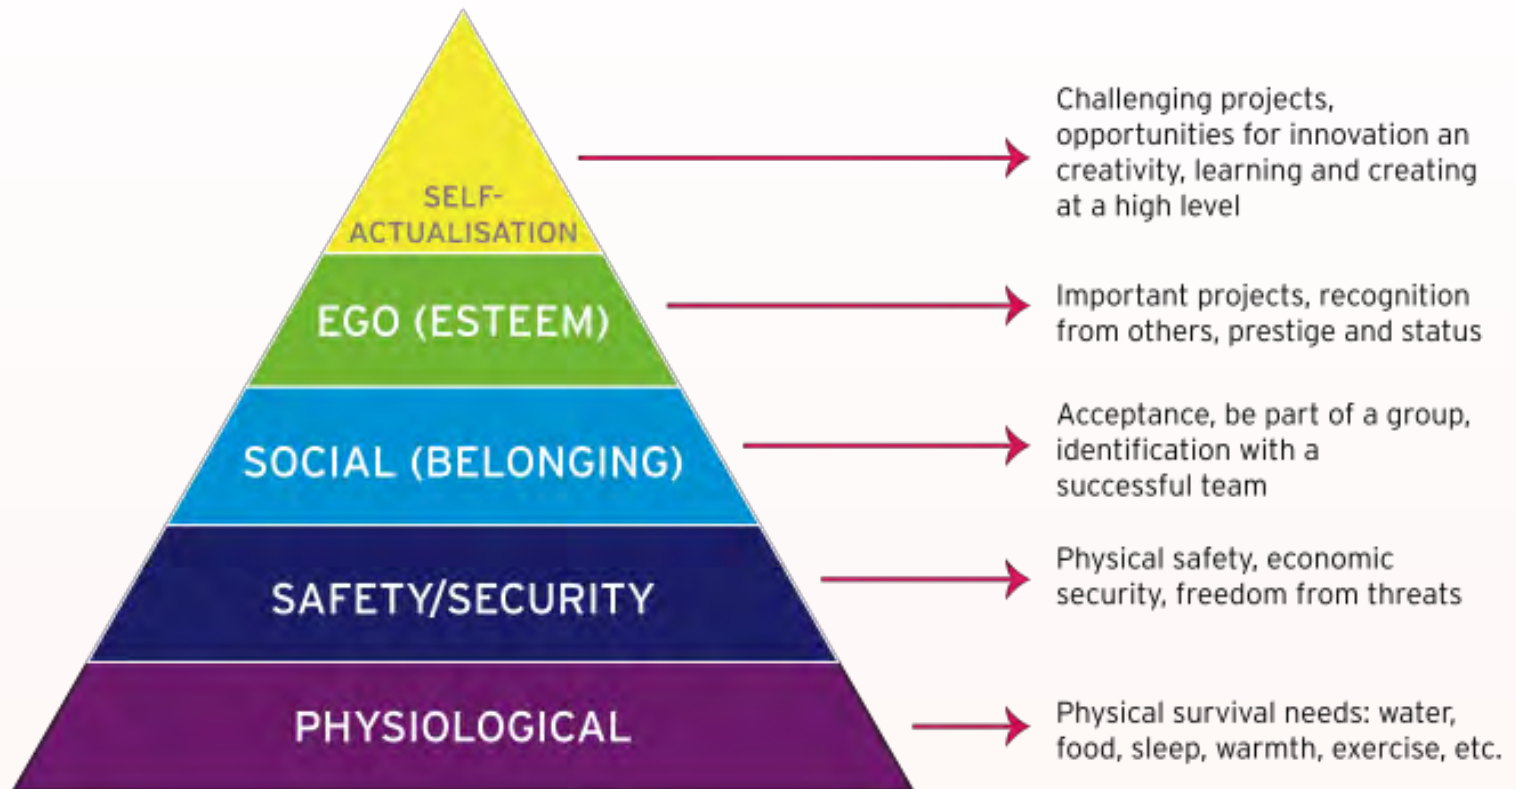 SELF-
ACTUALISATION
Challenging projects,
opportunities for innovation an
creativity, learning and creating
at a high level
EGO (ESTEEM)
Important projects, recognition
from others, prestige and status
SOCIAL (BELONGING)
Acceptance, be part of a group,
identification with a
successful team
SAFETY/SECURITY
Physical safety, economic
security, freedom from threats
PHYSIOLOGICAL
Physical survival needs: water,
food, sleep, warmth, exercise, etc.